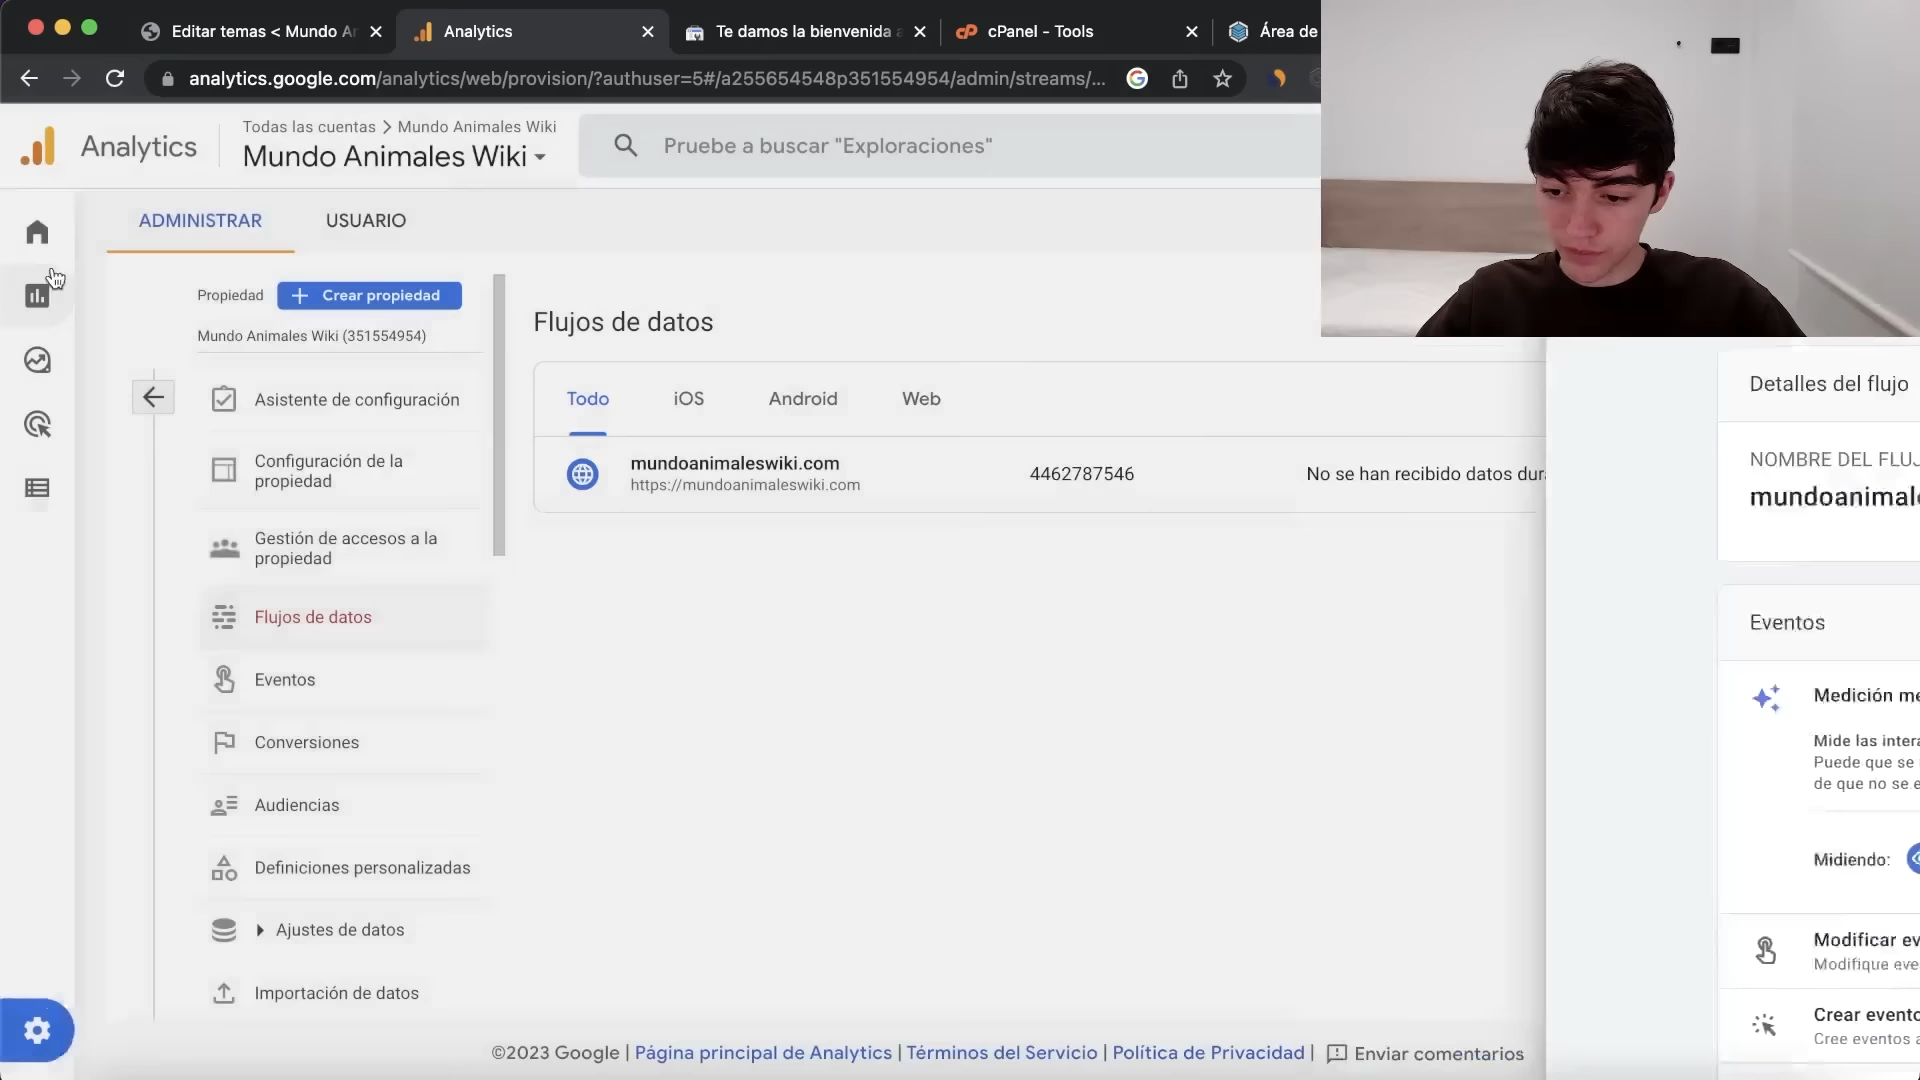 Editar temas < Mundo An
Analytics
Te damos la bienvenida a
cPanel - Tools
Área de
analytics.google.com/analytics/web/provision/?authuser=5#/a255654548p351554954/admin/streams/...
Analytics
Todas las cuentas > Mundo Animales Wiki
Mundo Animales Wiki
Pruebe a buscar "Exploraciones"
ADMINISTRAR
USUARIO
Propiedad
+ Crear propiedad
Mundo Animales Wiki (351554954)
Asistente de configuración
Configuración de la
propiedad
Gestión de accesos a la
propiedad
Flujos de datos
Eventos
Conversiones
Audiencias
Definiciones personalizadas
Ajustes de datos
Importación de datos
Flujos de datos
Todo
iOS
Android
Web
mundoanimaleswiki.com
https://mundoanimaleswiki.com
4462787546
No se han recibido datos dur
Detalles del flujo
NOMBRE DEL FLUJ
mundoanimale
Eventos
Medición me
Mide las intera
Puede que se
de que no se e
Midiendo:
Modificar ev
Modifique eve
Crear evento
Cree eventos a
©2023 Google | Página principal de Analytics | Términos del Servicio | Política de Privacidad | Enviar comentarios